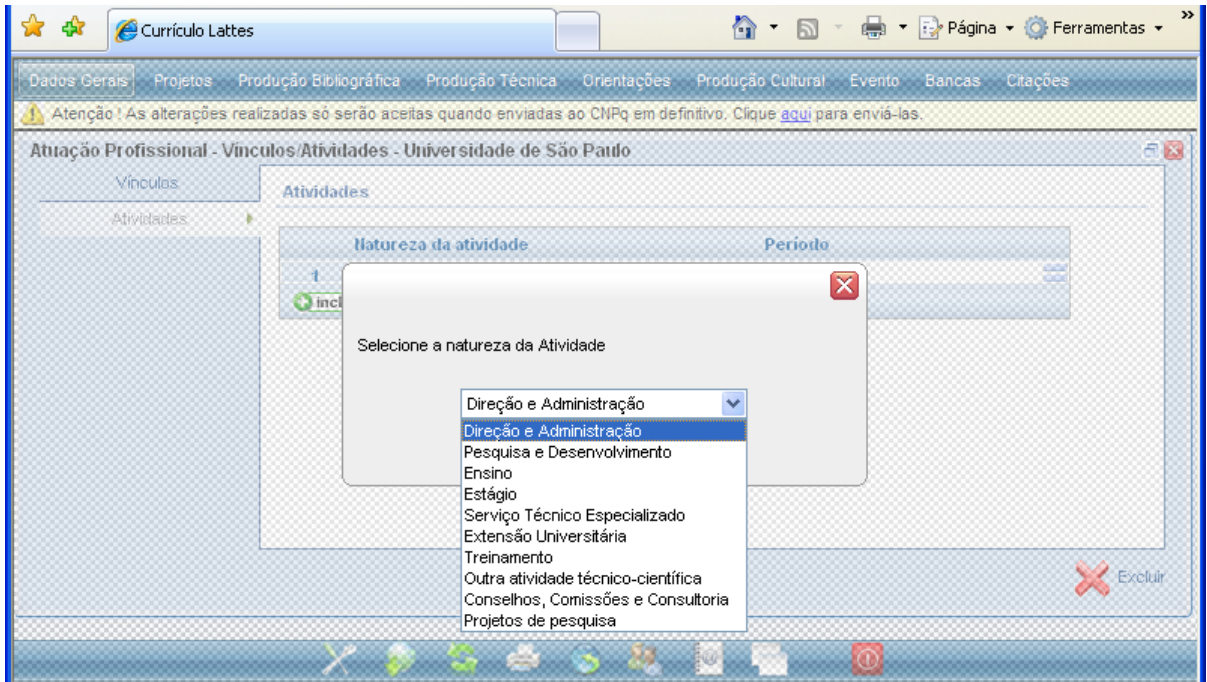 Currículo Lattes
Página
Ferramentas
»
Dados Gerais Projetos Produção Bibliográfica Produção Técnica Orientações Produção Cultural Evento Bancas Citações
Atenção ! As alterações realizadas só serão aceitas quando enviadas ao CNPq em definitivo. Clique aqui para enviá-las.
Atuação Profissional - Vínculos/Atividades - Universidade de São Paulo
Vínculos
Atividades
Atividades
Natureza da atividade Período
1
incl
Selecione a natureza da Atividade
Direção e Administração
Direção e Administração
Pesquisa e Desenvolvimento
Ensino
Estágio
Serviço Técnico Especializado
Extensão Universitária
Treinamento
Outra atividade técnico-científica
Conselhos, Comissões e Consultoria
Projetos de pesquisa
Excluir